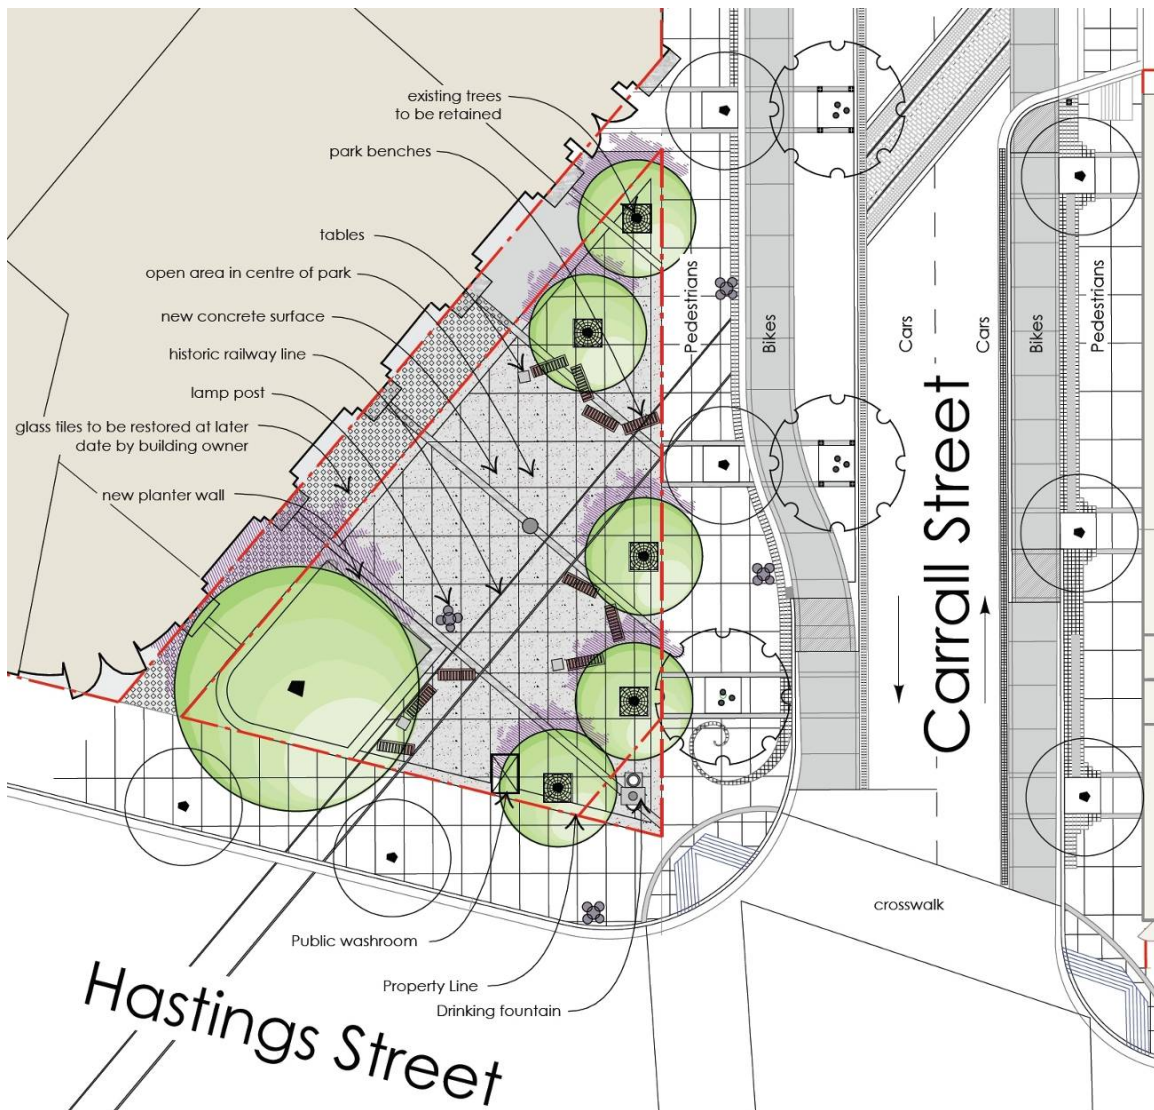 existing trees
to be retained
park benches
tables
open area in centre of park
new concrete surface
historic railway line
lamp post
glass tiles to be restored at later
date by building owner
new planter wall
Pedestrians
Bikes
Cars
Cars
Bikes
Pedestrians
Carrall Street
crosswalk
Public washroom
Property Line
Drinking fountain
Hastings Street